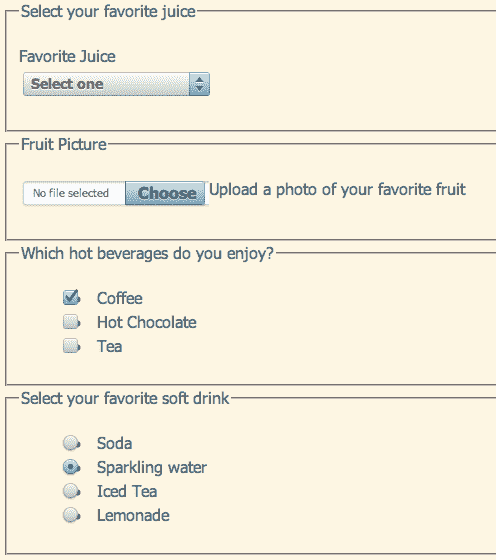 Select your favorite juice
Favorite Juice
Select one
Fruit Picture
No file selected Choose Upload a photo of your favorite fruit
Which hot beverages do you enjoy?
Coffee
Hot Chocolate
Tea
Select your favorite soft drink
Soda
Sparkling water
Iced Tea
Lemonade